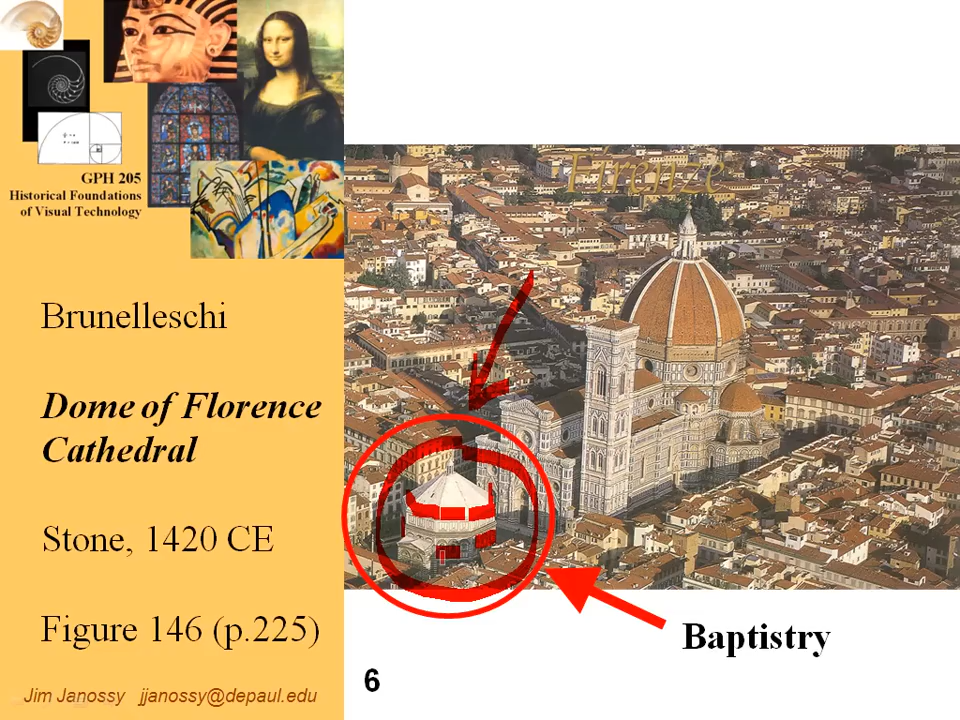 GPH 205
Historical Foundations
of Visual Technology
Firenze
Brunelleschi
Dome of Florence
Cathedral
Stone, 1420 CE
Figure 146 (p.225)
Baptistry
Jim Janossy jjanossy@depaul.edu
6